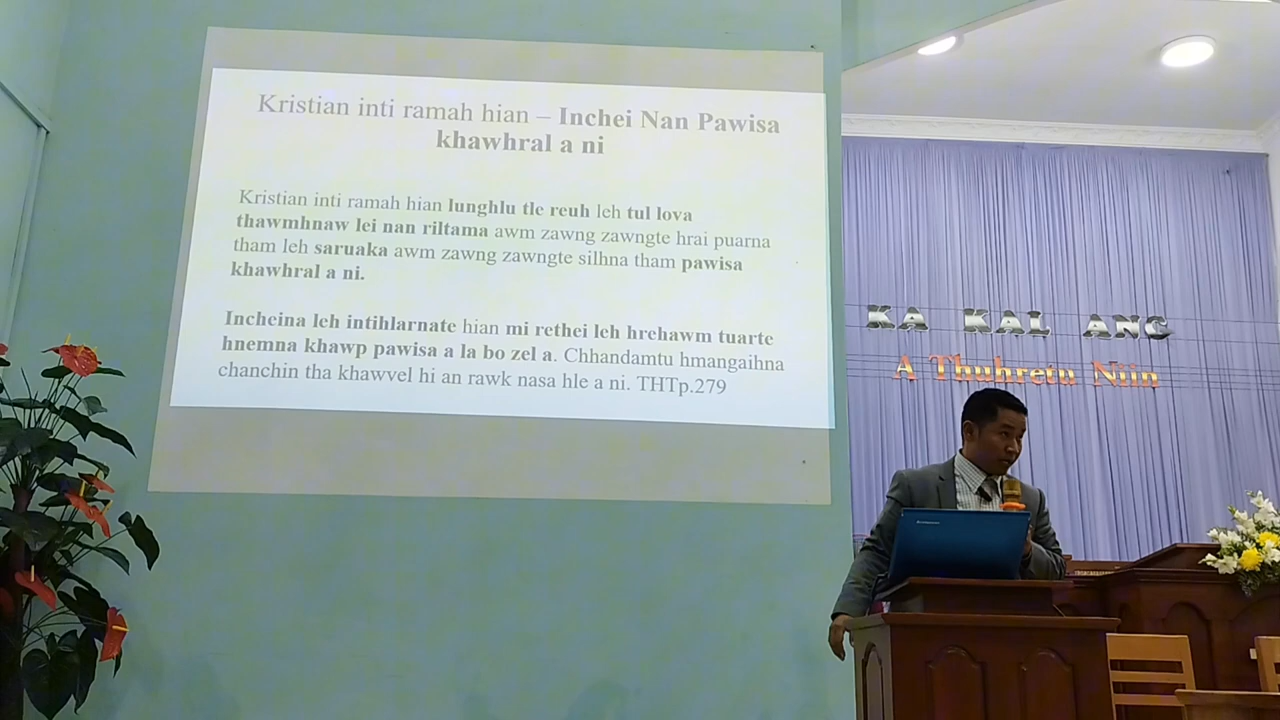 Kristian inti ramah hian – Inchei Nan Pawisa
khawhral a ni
Kristian inti ramah hian lunghlu tle reuh leh tul lova
thawmhnaw lei nan riltama awm zawng zawngte hrai puarna
tham leh saruaka awm zawng zawngte silhna tham pawisa
khawhral a ni.
Incheina leh intihlarnate hian mi rethei leh hrehawm tuarte
hnemna khawp pawisa a la bo zel a. Chhandamtu hmangaihna
chanchin tha khawvel hi an rawk nasa hle a ni. THTp.279
KA KAL ANG
A Thuhretu Niin